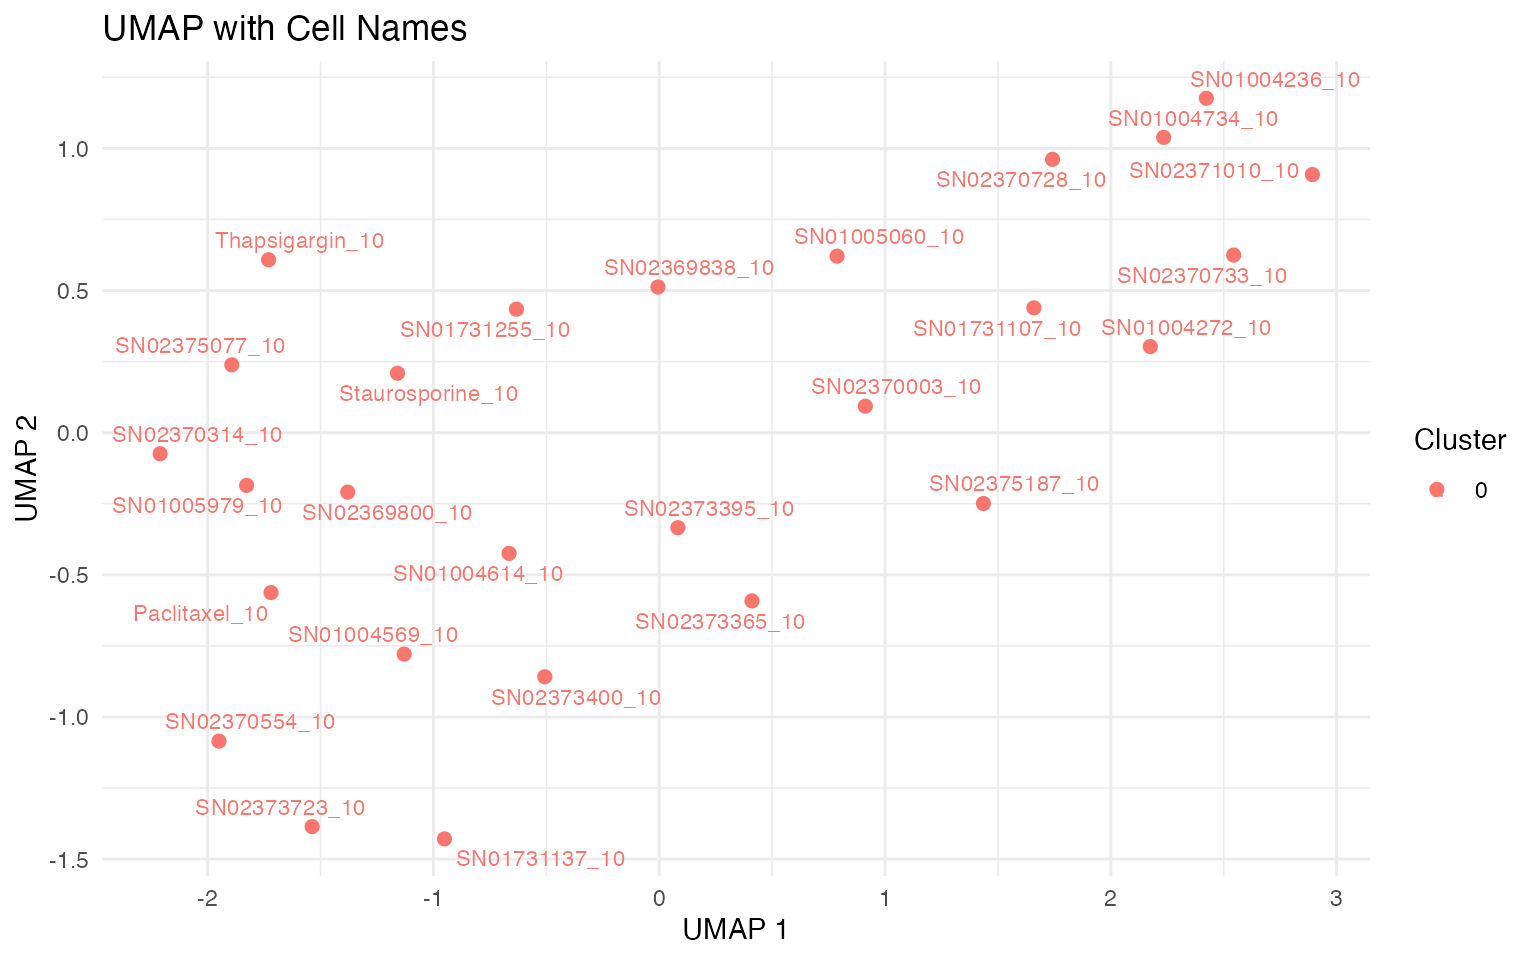 UMAP with Cell Names
SN01004236_10
SN01004734_10
SN02371010_10
SN02370728_10
Thapsigargin_10
SN01005060_10
SN02369838_10
SN02370733_10
SN01731255_10
SN01731107_10
SN01004272_10
SN02375077_10
Staurosporine_10
SN02370003_10
SN02370314_10
SN01005979_10
SN02369800_10
SN02373395_10
SN02375187_10
SN01004614_10
Paclitaxel_10
SN01004569_10
SN02373365_10
SN02373400_10
SN02370554_10
SN02373723_10
SN01731137_10
1.0
0.5
0.0
-0.5
-1.0
-1.5
UMAP 2
-2
-1
0
1
2
3
UMAP 1
Cluster
0